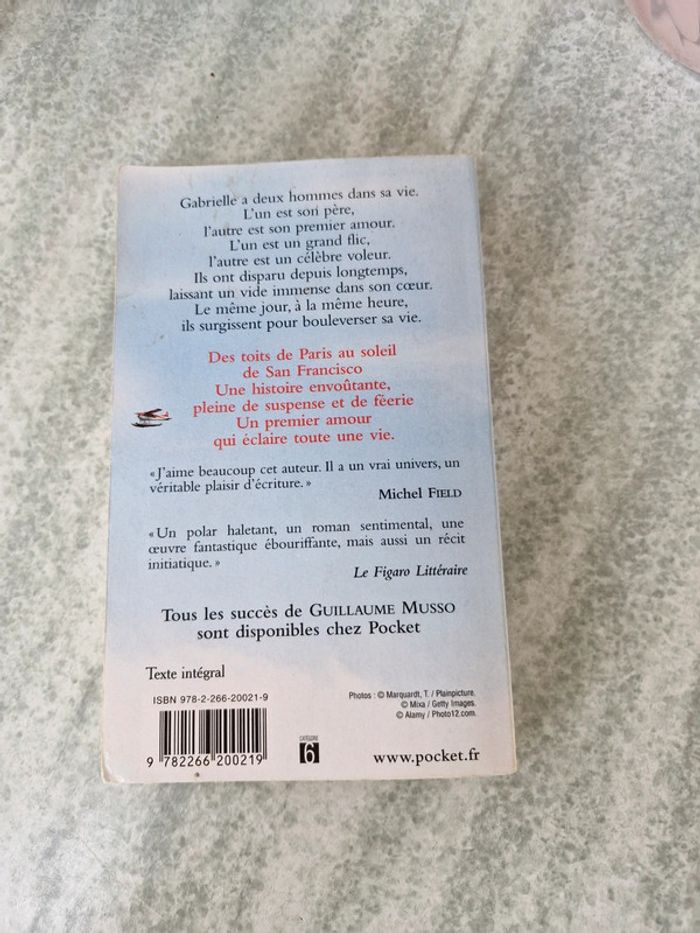 Gabrielle a deux hommes dans sa vie.
L'un est son père,
l'autre est son premier amour.
L'un est un grand flic,
l'autre est un célèbre voleur.
Ils ont disparu depuis longtemps,
laissant un vide immense dans son cœur.
Le même jour, à la même heure,
ils surgissent pour bouleverser sa vie.
Des toits de Paris au soleil
de San Francisco
Une histoire envoûtante,
pleine de suspense et de féerie
Un premier amour
qui éclaire toute une vie.
« J'aime beaucoup cet auteur. Il a un vrai univers, un
véritable plaisir d'écriture. »
Michel FIELD
« Un polar haletant, un roman sentimental, une
œuvre fantastique ébouriffante, mais aussi un récit
initiatique. »
Le Figaro Littéraire
Tous les succès de GUILLAUME MUSSO
sont disponibles chez Pocket
Texte intégral
ISBN 978-2-266-20021-9
Photos : © Marquardt, T. / Plainpicture.
© Mixa / Getty Images.
© Alamy / Photo12.com.
9 782266 200219
CATÉGORIE
6
www.pocket.fr